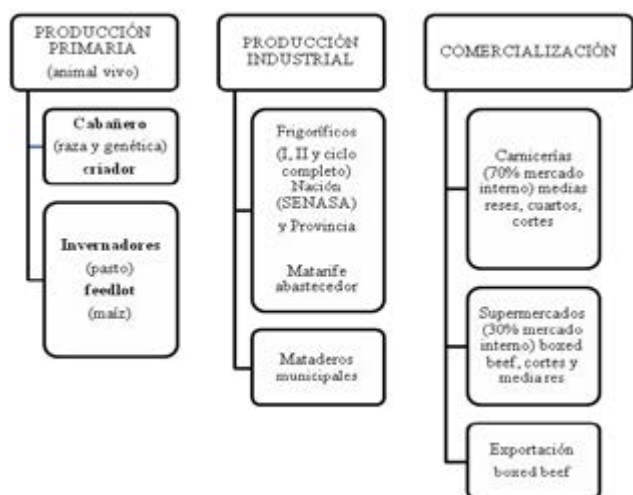 PRODUCCIÓN
PRIMARIA
(animal vivo)
Cabañero
(raza y genética)
criador
Invernadores
(pasto)
feedlot
(maíz)
PRODUCCIÓN
INDUSTRIAL
Frigoríficos
(I, II y ciclo
completo)
Nación
(SENASA)
y Provincia
Matarife
abastecedor
Mataderos
municipales
COMERCIALIZACIÓN
Carnicerías
(70% mercado
interno) medias
reses, cuartos,
cortes
Supermercados
(30% mercado
interno) boxed
beef, cortes y
media res
Exportación
boxed beef